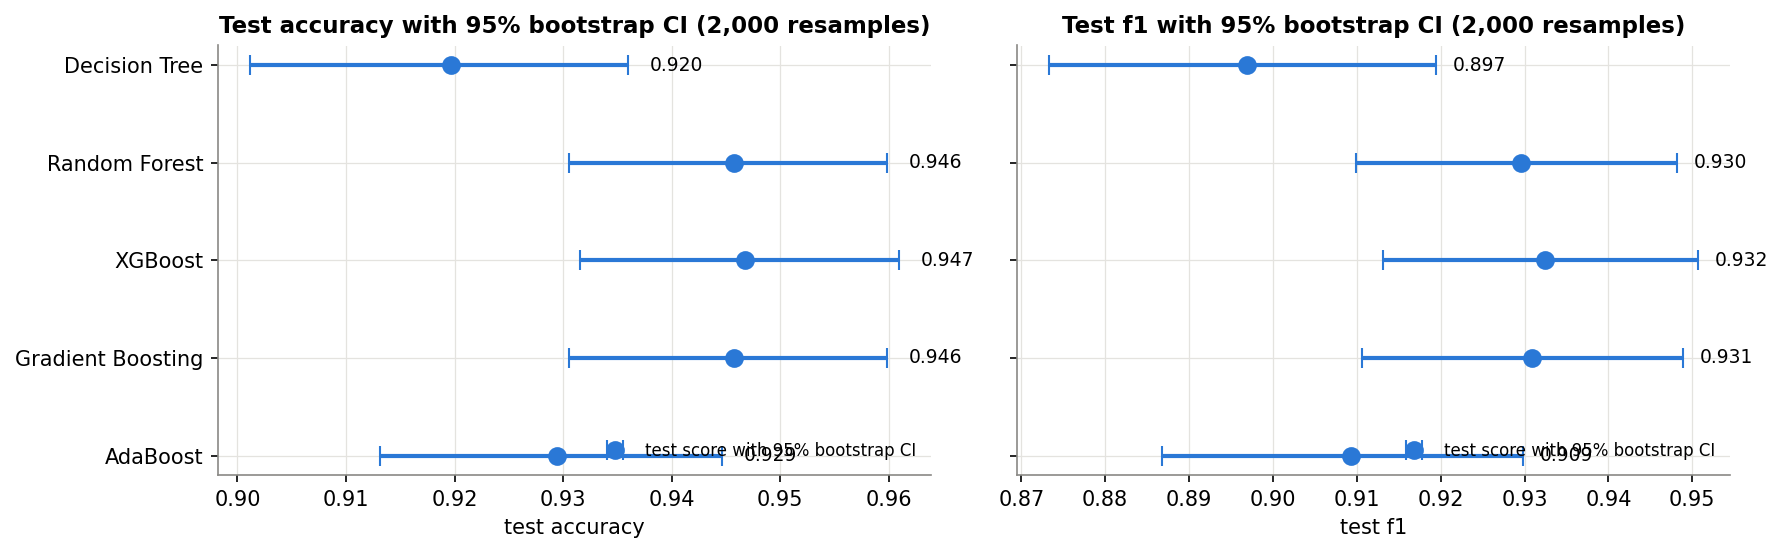 Test accuracy with 95% bootstrap CI (2,000 resamples)
Decision Tree
Random Forest
XGBoost
Gradient Boosting
AdaBoost
0.920
0.946
0.947
0.946
0.929
test score with 95% bootstrap CI
0.90 0.91 0.92 0.93 0.94 0.95 0.96
test accuracy
Test f1 with 95% bootstrap CI (2,000 resamples)
0.897
0.930
0.932
0.931
0.909
test score with 95% bootstrap CI
0.87 0.88 0.89 0.90 0.91 0.92 0.93 0.94 0.95
test f1